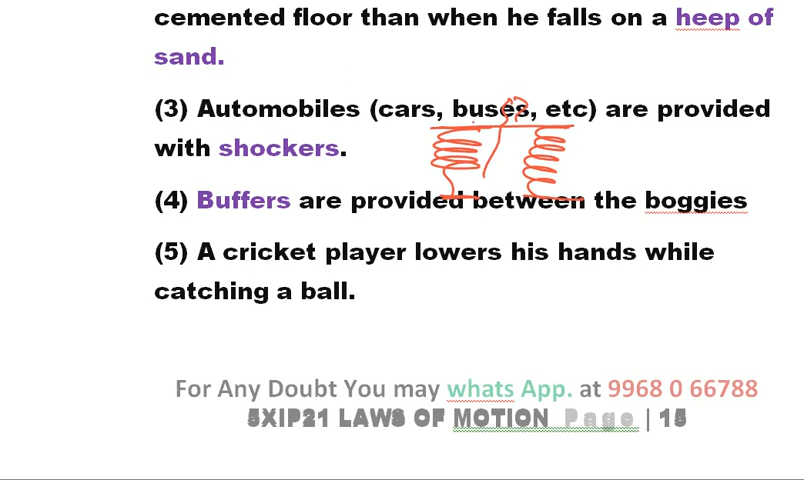 cemented floor than when he falls on a heep of
sand.
(3) Automobiles (cars, buses, etc) are provided
with shockers.
(4) Buffers are provided between the boggies
(5) A cricket player lowers his hands while
catching a ball.
For Any Doubt You may whats App. at 9968 0 66788
5XIP21 LAWS OF MOTION Page | 15